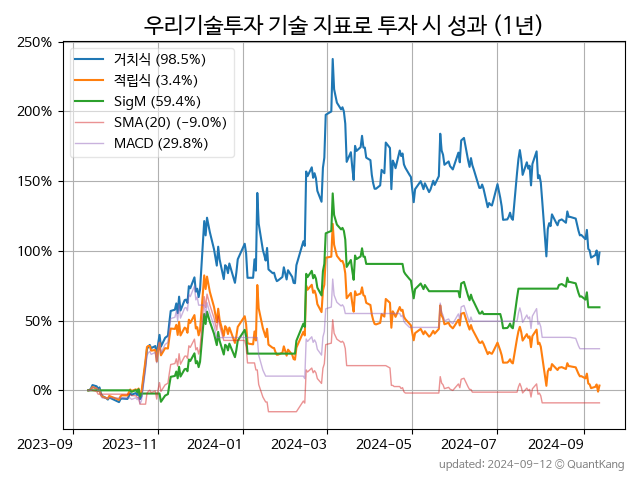 우리기술투자 기술 지표로 투자 시 성과 (1년)
250%
200%
150%
100%
50%
0%
거치식 (98.5%)
적립식 (3.4%)
SigM (59.4%)
SMA(20) (-9.0%)
MACD (29.8%)
2023-09 2023-11 2024-01 2024-03 2024-05 2024-07 2024-09
updated: 2024-09-12 © QuantKang